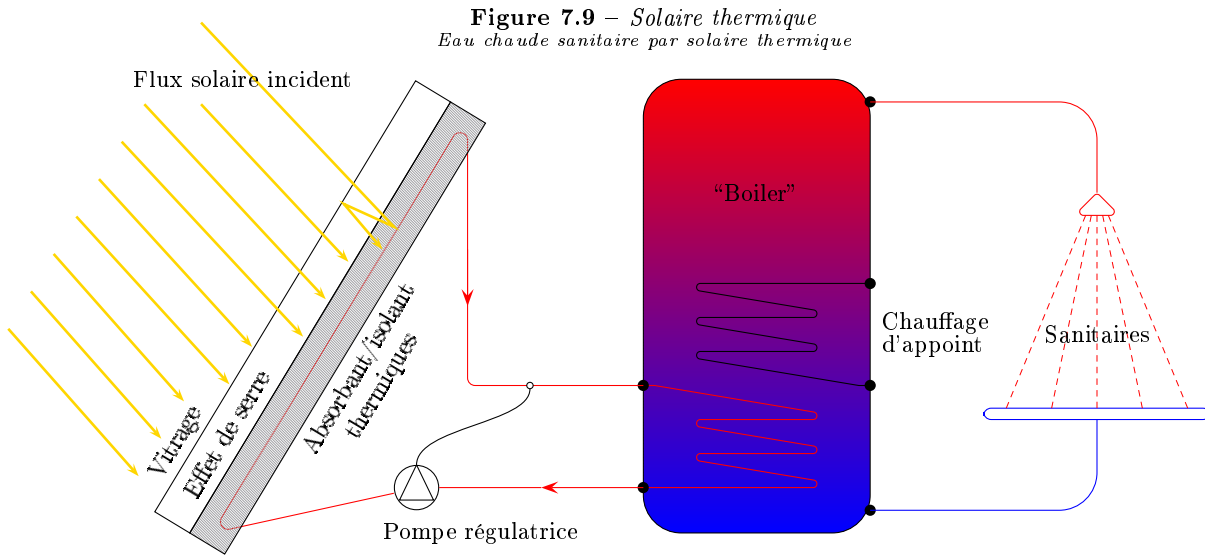 Figure 7.9 – Solaire thermique
Eau chaude sanitaire par solaire thermique
Flux solaire incident
“Boiler”
Chauffage
d'appoint
Sanitaires
Vitrage
Effet de serre
Absorbant/isolant
thermiques
Pompe régulatrice